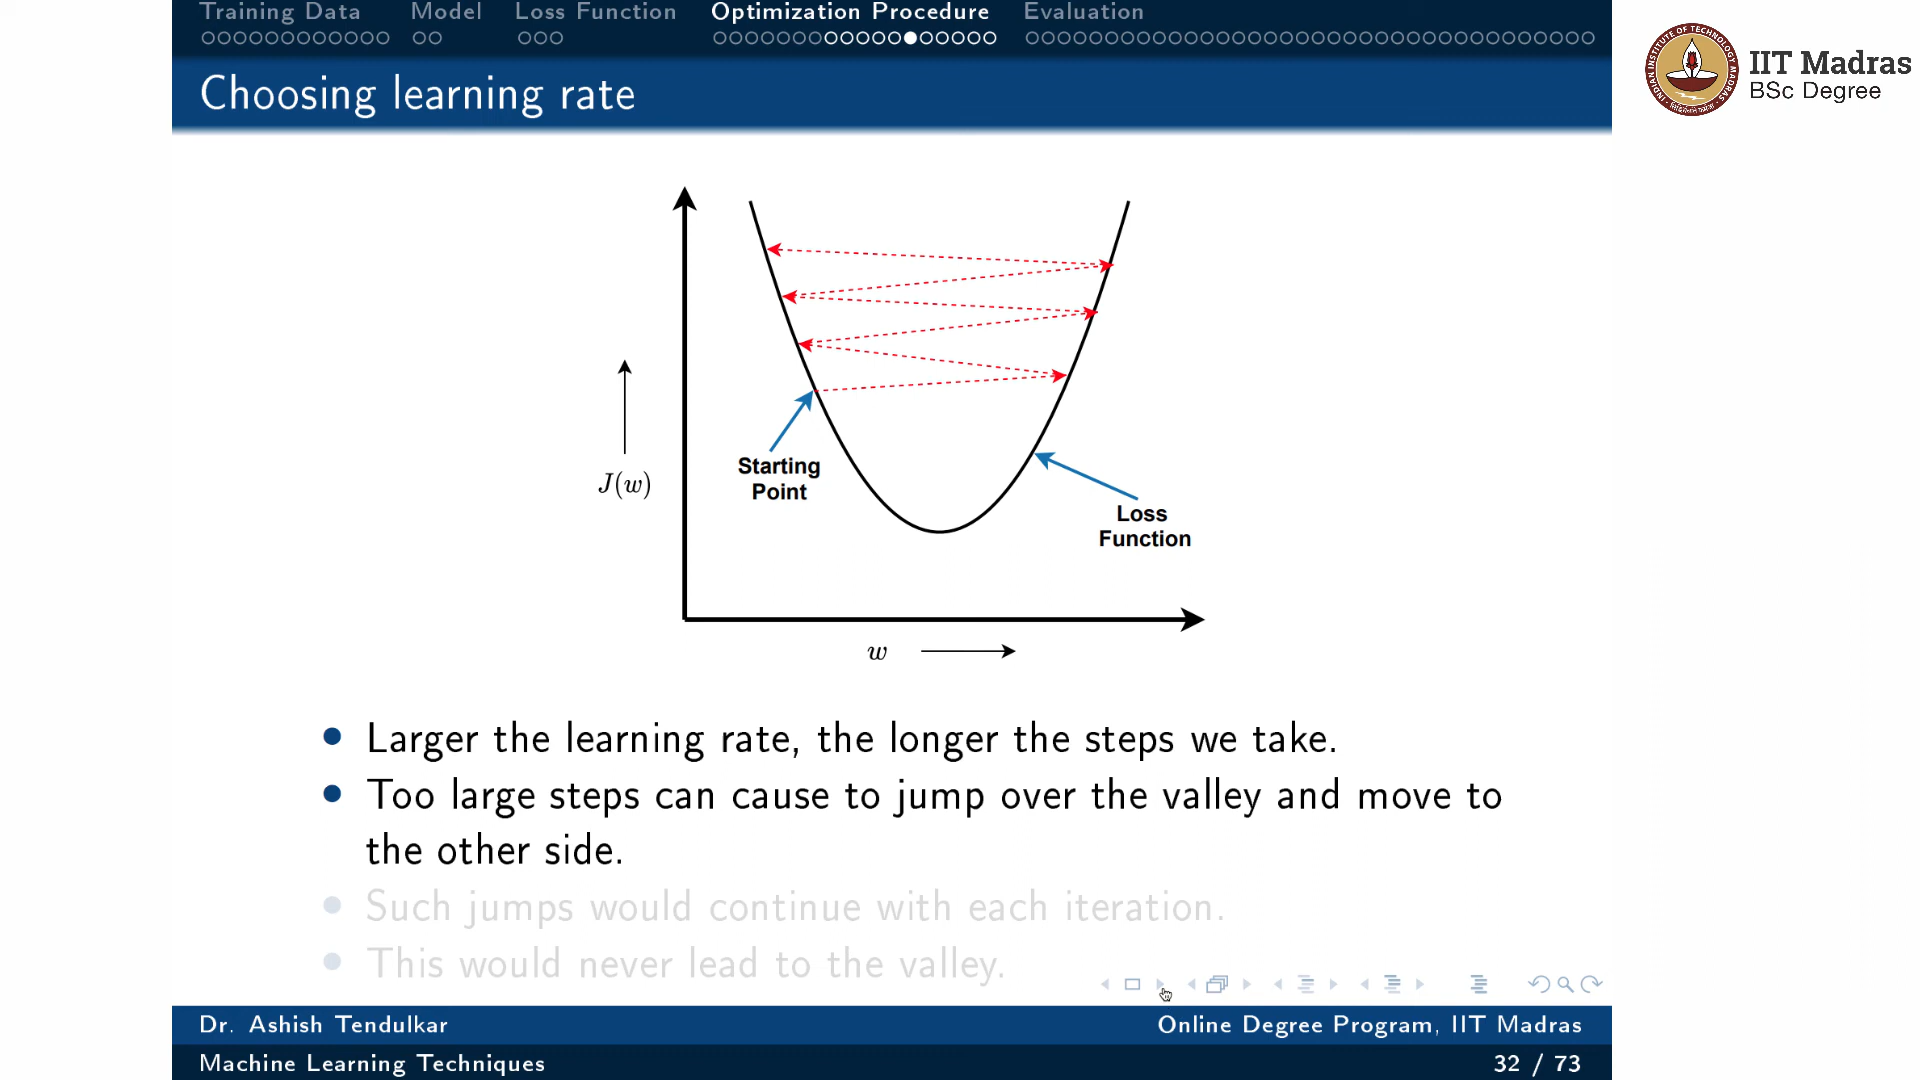 Training Data Model Loss Function Optimization Procedure Evaluation
IIT Madras
BSc Degree
Choosing learning rate
J(w)
Starting
Point
Loss
Function
w
• Larger the learning rate, the longer the steps we take.
• Too large steps can cause to jump over the valley and move to
the other side.
• Such jumps would continue with each iteration.
• This would never lead to the valley.
Dr. Ashish Tendulkar Online Degree Program, IIT Madras
Machine Learning Techniques 32 / 73